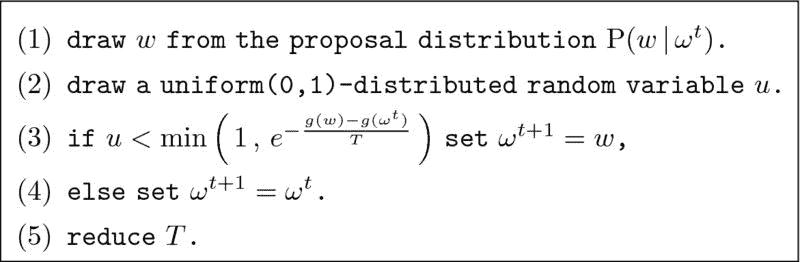 (1) draw w from the proposal distribution P(w | ω^t).
(2) draw a uniform(0,1)-distributed random variable u.
(3) if u < min ( 1 , e^{-\frac{g(w)-g(ω^t)}{T}} ) set ω^{t+1} = w,
(4) else set ω^{t+1} = ω^t.
(5) reduce T.